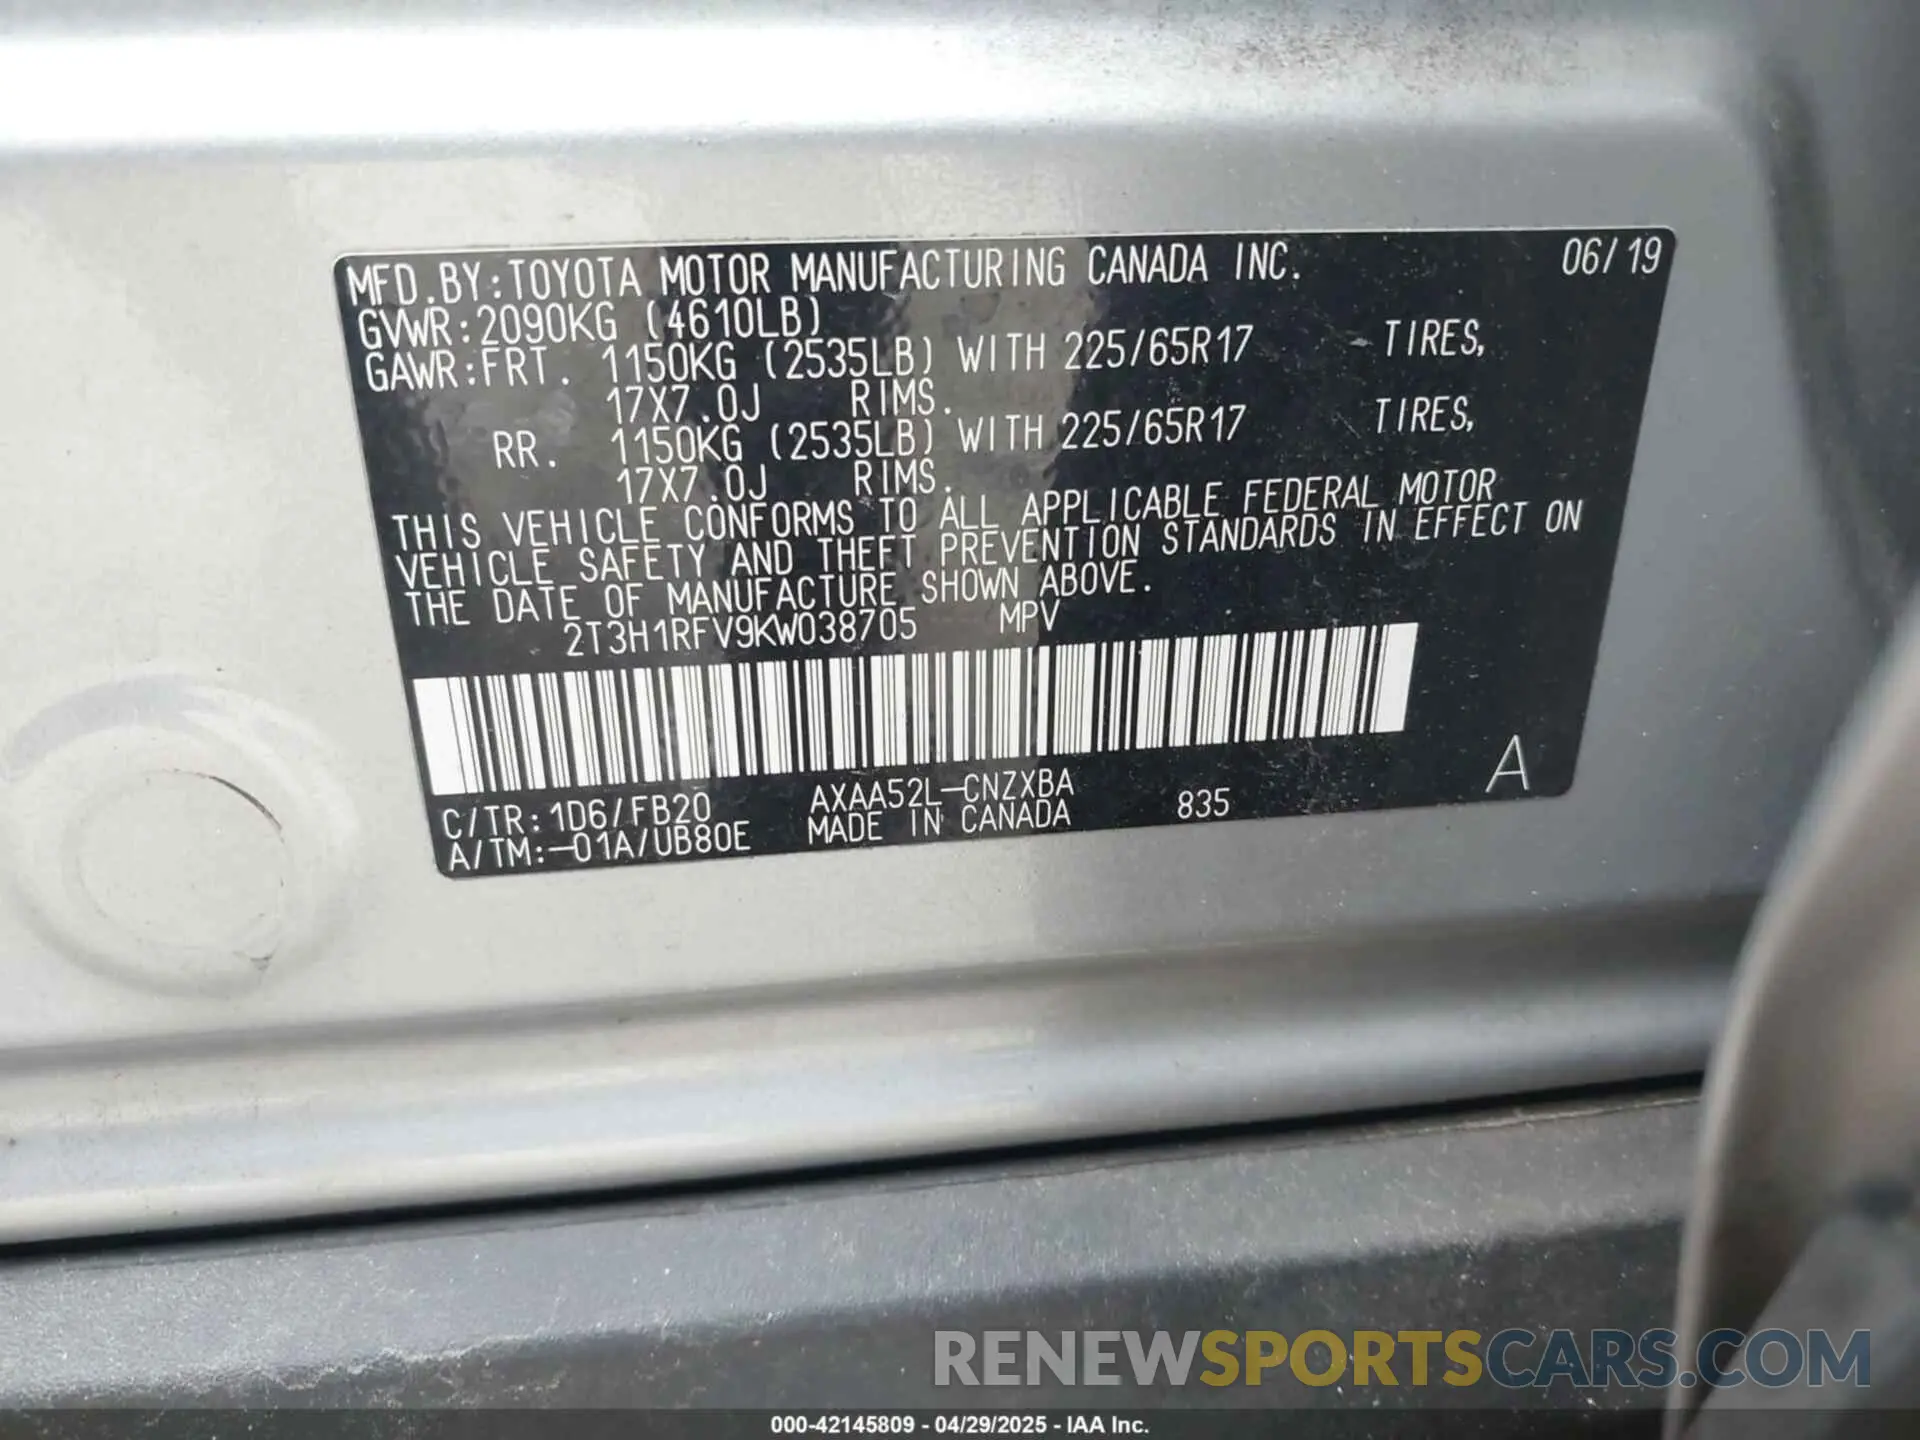 MFD.BY:TOYOTA MOTOR MANUFACTURING CANADA INC. 06/19
GVWR:2090KG (4610LB)
GAWR:FRT. 1150KG (2535LB) WITH 225/65R17 TIRES,
17X7.0J RIMS.
RR. 1150KG (2535LB) WITH 225/65R17 TIRES,
17X7.0J RIMS.
THIS VEHICLE CONFORMS TO ALL APPLICABLE FEDERAL MOTOR
VEHICLE SAFETY AND THEFT PREVENTION STANDARDS IN EFFECT ON
THE DATE OF MANUFACTURE SHOWN ABOVE.
2T3H1RFV9KW038705 MPV
C/TR:1D6/FB20 AXAA52L-CNZXBA 835 A
A/TM:-01A/UB80E MADE IN CANADA
RENEWSPORTSCARS.COM
000-42145809 - 04/29/2025 - IAA Inc.